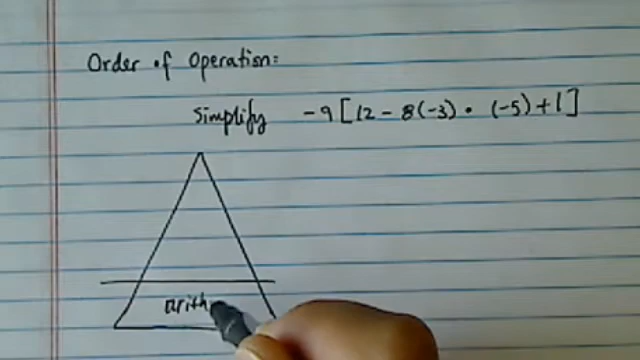 Order of Operation:
Simplify -9[12 - 8(-3) · (-5) + 1]
arith